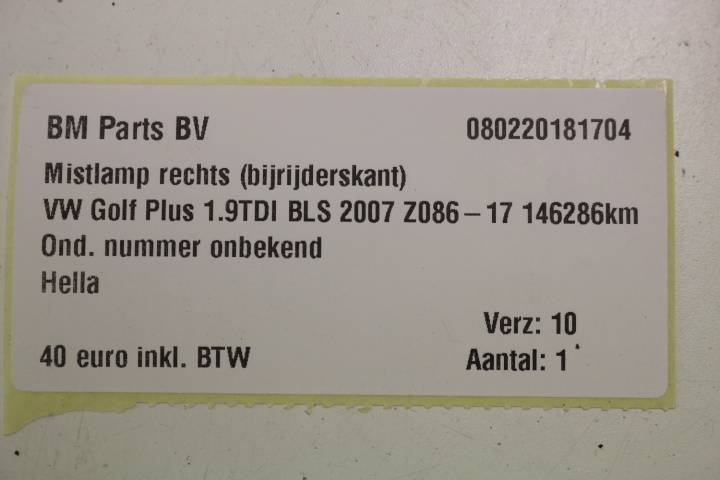 BM Parts BV 080220181704
Mistlamp rechts (bijrijderskant)
VW Golf Plus 1.9TDI BLS 2007 Z086-17 146286km
Ond. nummer onbekend
Hella
Verz: 10
40 euro inkl. BTW Aantal: 1